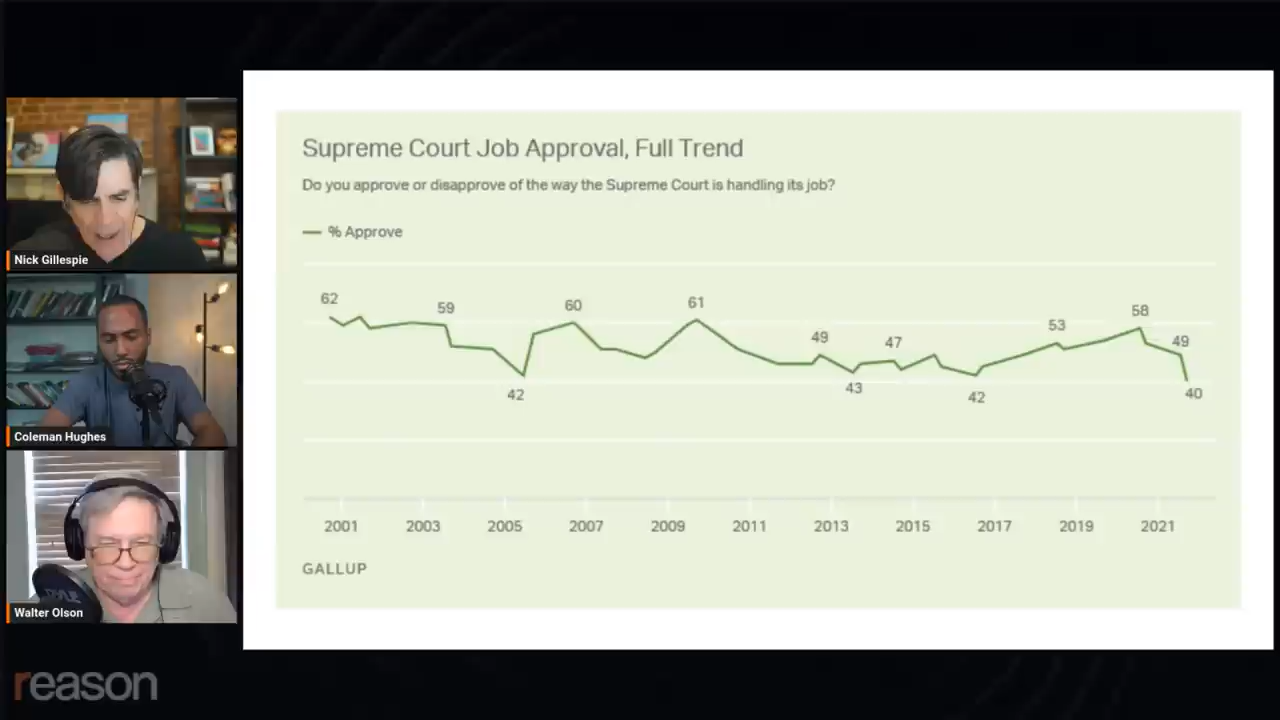 Nick Gillespie
Coleman Hughes
Walter Olson
reason
Supreme Court Job Approval, Full Trend
Do you approve or disapprove of the way the Supreme Court is handling its job?
% Approve
62
59
42
60
61
49
43
47
42
53
58
49
40
2001 2003 2005 2007 2009 2011 2013 2015 2017 2019 2021
GALLUP